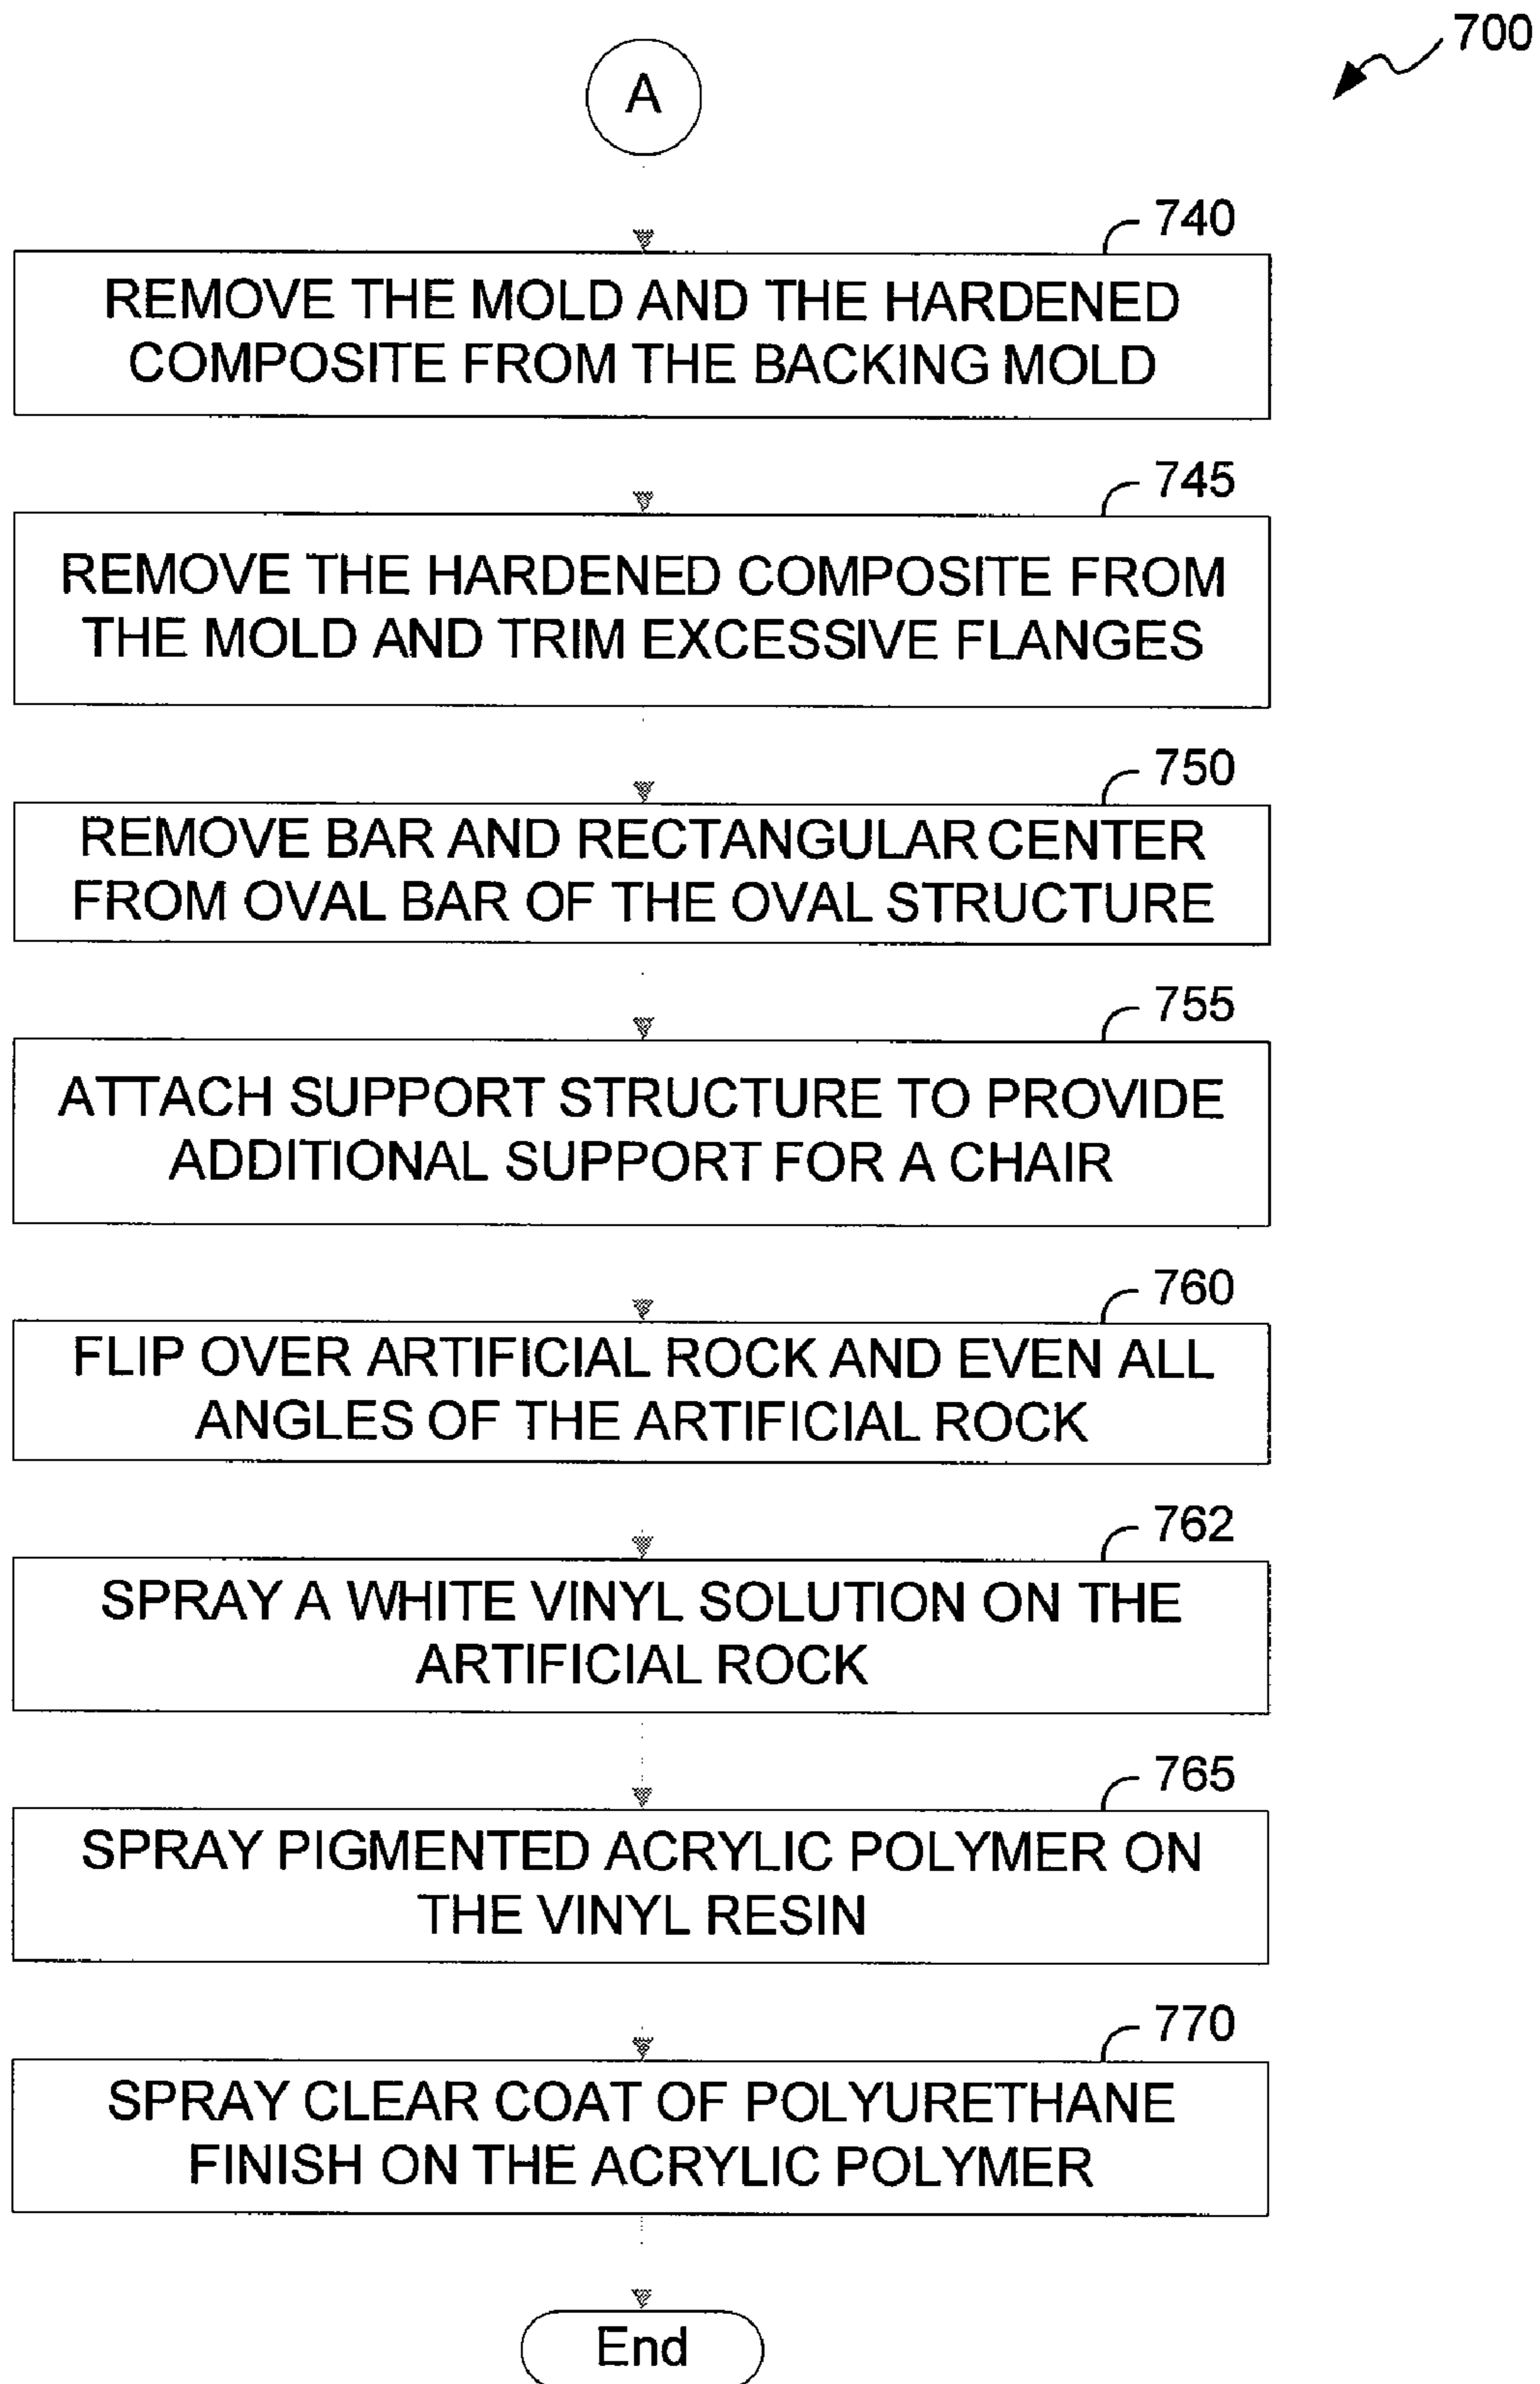 700
A
740
REMOVE THE MOLD AND THE HARDENED
COMPOSITE FROM THE BACKING MOLD
745
REMOVE THE HARDENED COMPOSITE FROM
THE MOLD AND TRIM EXCESSIVE FLANGES
750
REMOVE BAR AND RECTANGULAR CENTER
FROM OVAL BAR OF THE OVAL STRUCTURE
755
ATTACH SUPPORT STRUCTURE TO PROVIDE
ADDITIONAL SUPPORT FOR A CHAIR
760
FLIP OVER ARTIFICIAL ROCK AND EVEN ALL
ANGLES OF THE ARTIFICIAL ROCK
762
SPRAY A WHITE VINYL SOLUTION ON THE
ARTIFICIAL ROCK
765
SPRAY PIGMENTED ACRYLIC POLYMER ON
THE VINYL RESIN
770
SPRAY CLEAR COAT OF POLYURETHANE
FINISH ON THE ACRYLIC POLYMER
End